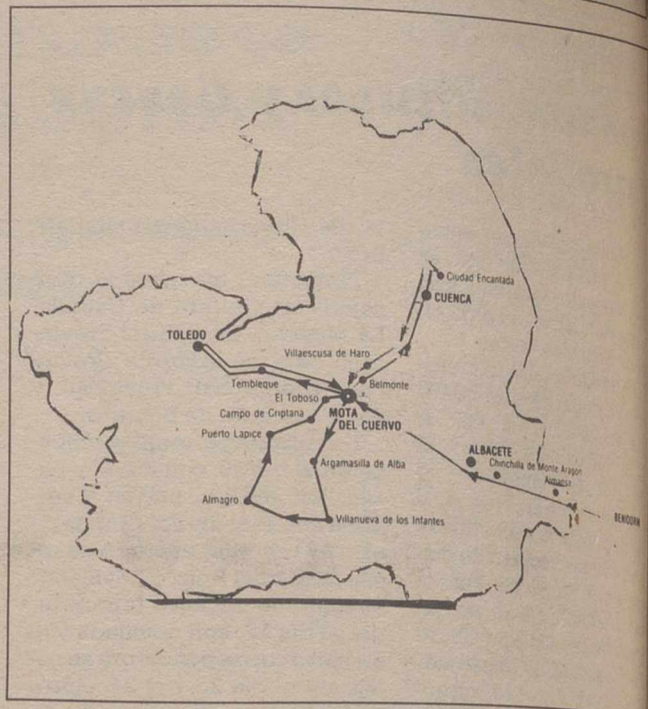 Ciudad Encantada
CUENCA
TOLEDO
Villaescusa de Haro
Belmonte
Tembleque
El Toboso
MOTA
DEL CUERVO
Campo de Criptana
Puerto Lapice
ALBACETE
Chinchilla de Monte Aragón
Almansa
Argamasilla de Alba
Almagro
Villanueva de los Infantes
BENIDORM